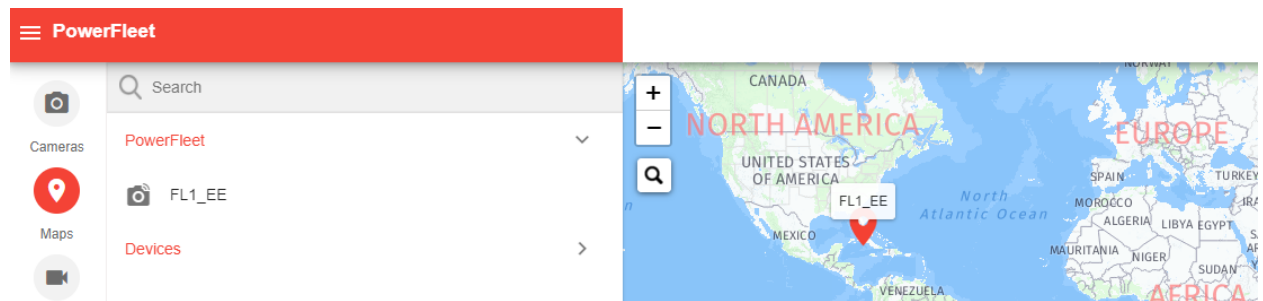 PowerFleet
Search
Cameras
PowerFleet
FL1_EE
Maps
Devices
+
−
CANADA
NORTH AMERICA
UNITED STATES
OF AMERICA
FL1_EE
MEXICO
VENEZUELA
North
Atlantic Ocean
NORWAY
EUROPE
SPAIN
TURKEY
MOROCCO
ALGERIA
LIBYA
EGYPT
MAURITANIA
NIGER
SUDAN
AFRICA